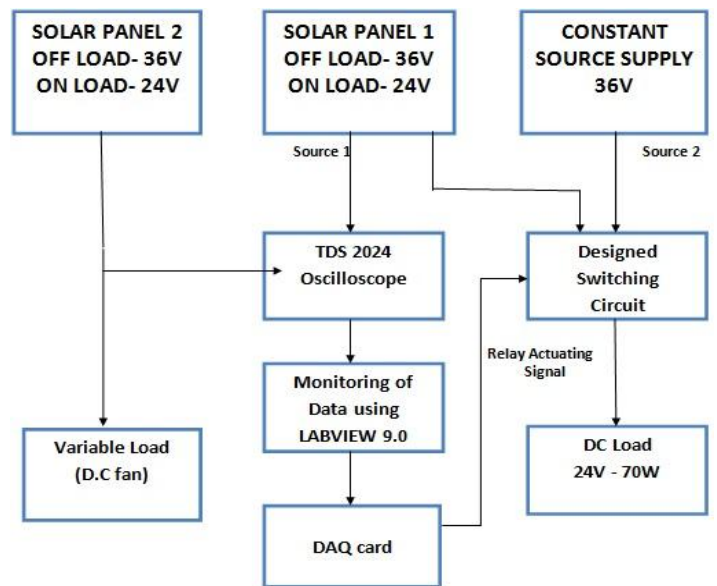 SOLAR PANEL 2
OFF LOAD- 36V
ON LOAD- 24V
SOLAR PANEL 1
OFF LOAD- 36V
ON LOAD- 24V
CONSTANT
SOURCE SUPPLY
36V
Source 1
Source 2
TDS 2024
Oscilloscope
Designed
Switching
Circuit
Relay Actuating
Signal
Monitoring of
Data using
LABVIEW 9.0
Variable Load
(D.C fan)
DC Load
24V - 70W
DAQ card